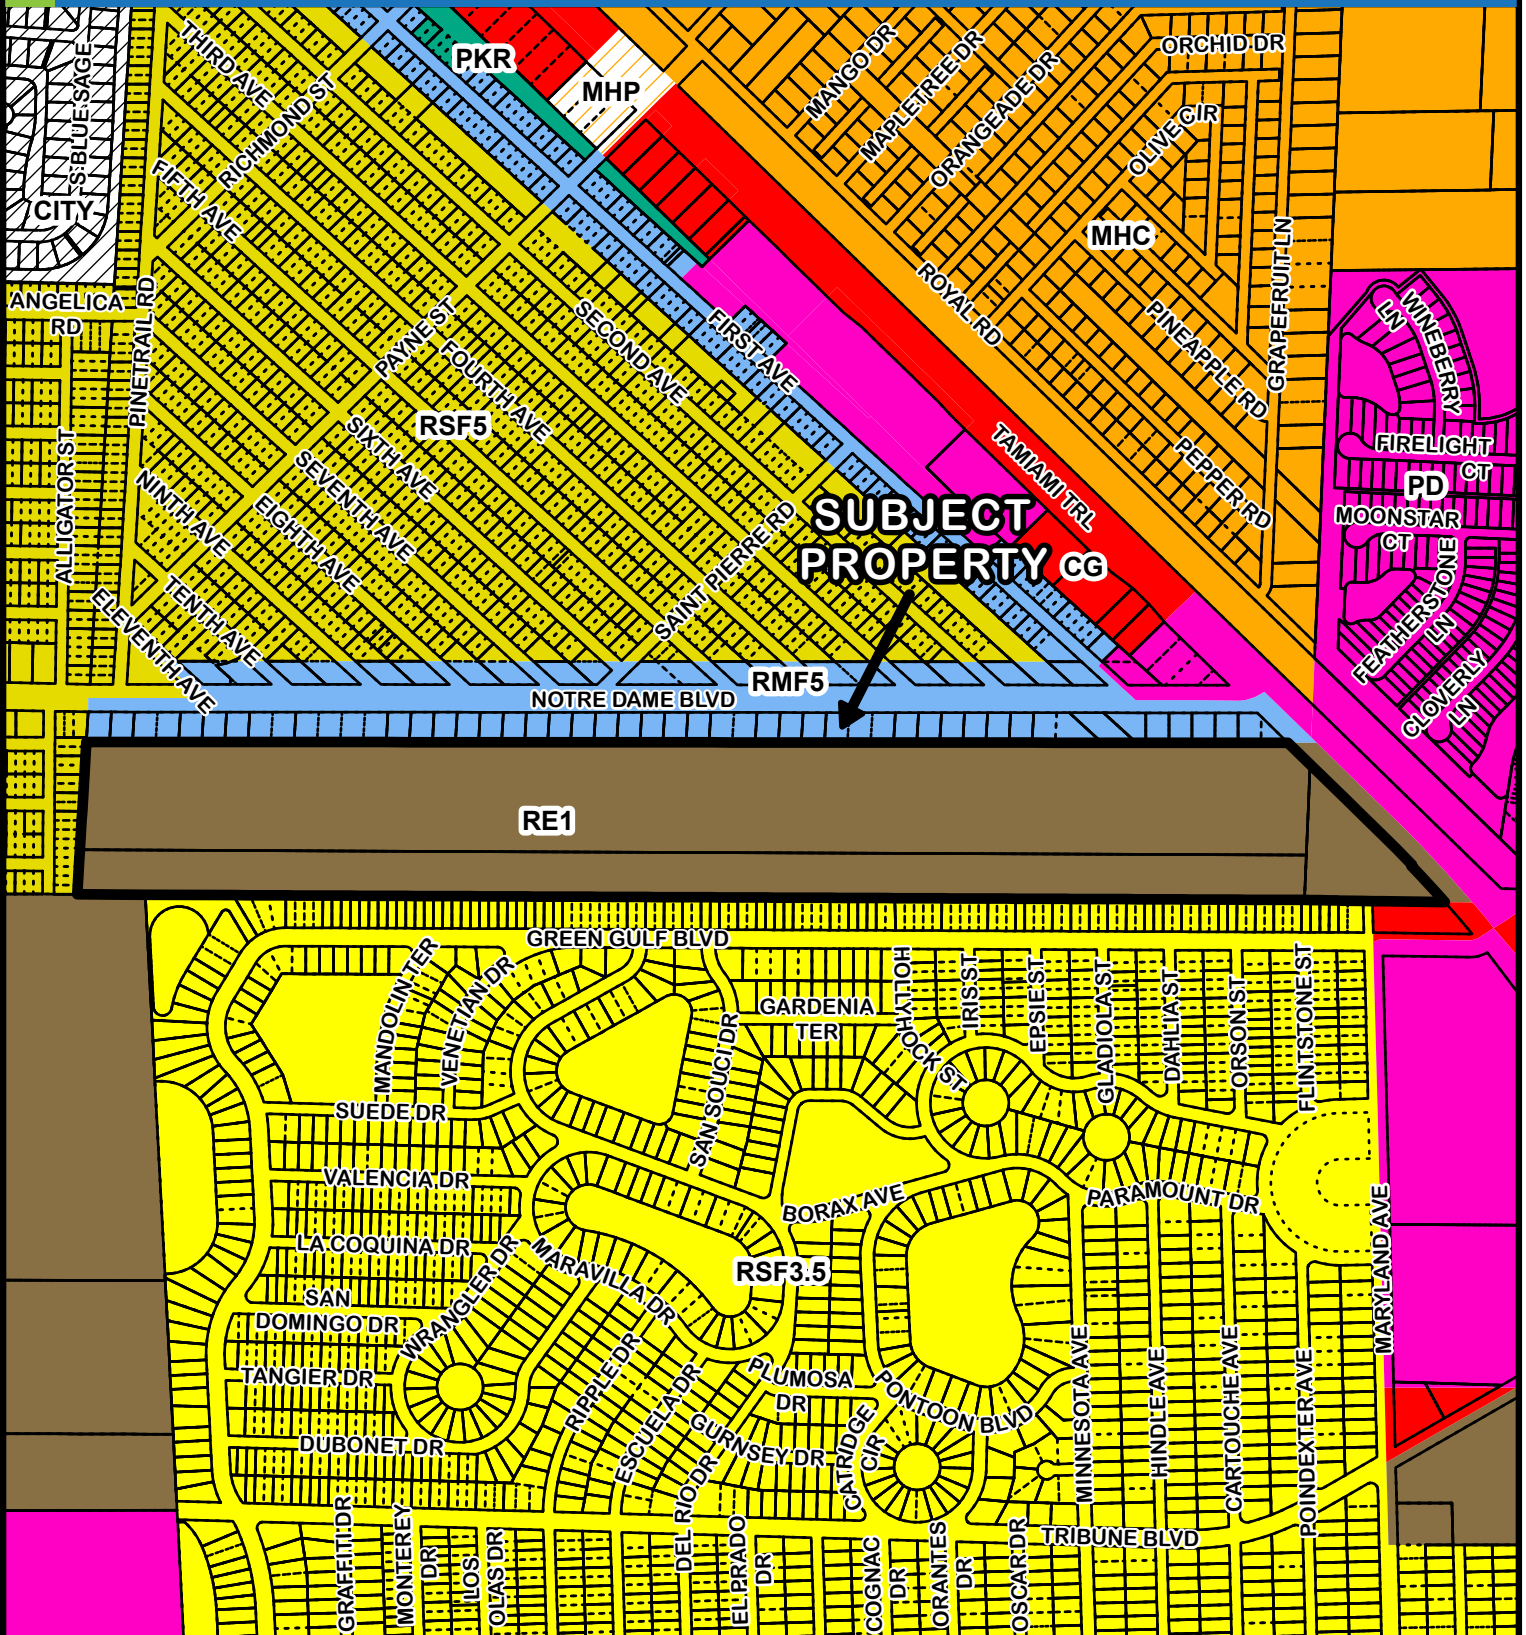 THIRD AVE
S BLUE SAGE
CITY
RICHMOND ST
FIFTH AVE
PKR
MHP
MANGO DR
MAPLETREE DR
ORANGEADE DR
ORCHID DR
OLIVE CIR
MHC
GRAPEFRUIT LN
ROYAL RD
PINEAPPLE RD
PEPPER RD
ANGELICA
RD
PINETRAIL RD
PAYNE ST
SECOND AVE
FIRST AVE
FOURTH AVE
RSF5
SIXTH AVE
SEVENTH AVE
EIGHTH AVE
NINTH AVE
TENTH AVE
ELEVENTH AVE
ALLIGATOR ST
SAINT PIERRE RD
TAMIAMI TRL
SUBJECT
PROPERTY
CG
WINEBERRY
LN
FIRELIGHT
CT
PD
MOONSTAR
CT
FEATHERSTONE
LN
CLOVERLY
LN
RMF5
NOTRE DAME BLVD
RE1
GREEN GULF BLVD
MANDOLIN TER
VENETIAN DR
GARDENIA
TER
HOLLYHOCK ST
IRIS ST
EPSIE ST
GLADIOLA ST
DAHLIA ST
ORSON ST
FLINTSTONE ST
SUEDE DR
SAN SOUCI DR
VALENCIA DR
BORAX AVE
PARAMOUNT DR
LA COQUINA DR
WRANGLER DR
MARAVILLA DR
RSF3.5
MARYLAND AVE
SAN
DOMINGO DR
TANGIER DR
DUBONET DR
RIPPLE DR
ESCUELA DR
PLUMOSA
DR
GURNSEY DR
PONTOON BLVD
CATRIDGE
CIR
MINNESOTA AVE
HINDLE AVE
CARTOUCHE AVE
POINDEXTER AVE
TRIBUNE BLVD
GRAFFITI DR
MONTEREY
DR
LOS
OLAS DR
DEL RIO DR
EL PRADO
DR
COGNAC
DR
ORANTES
DR
OSCAR DR